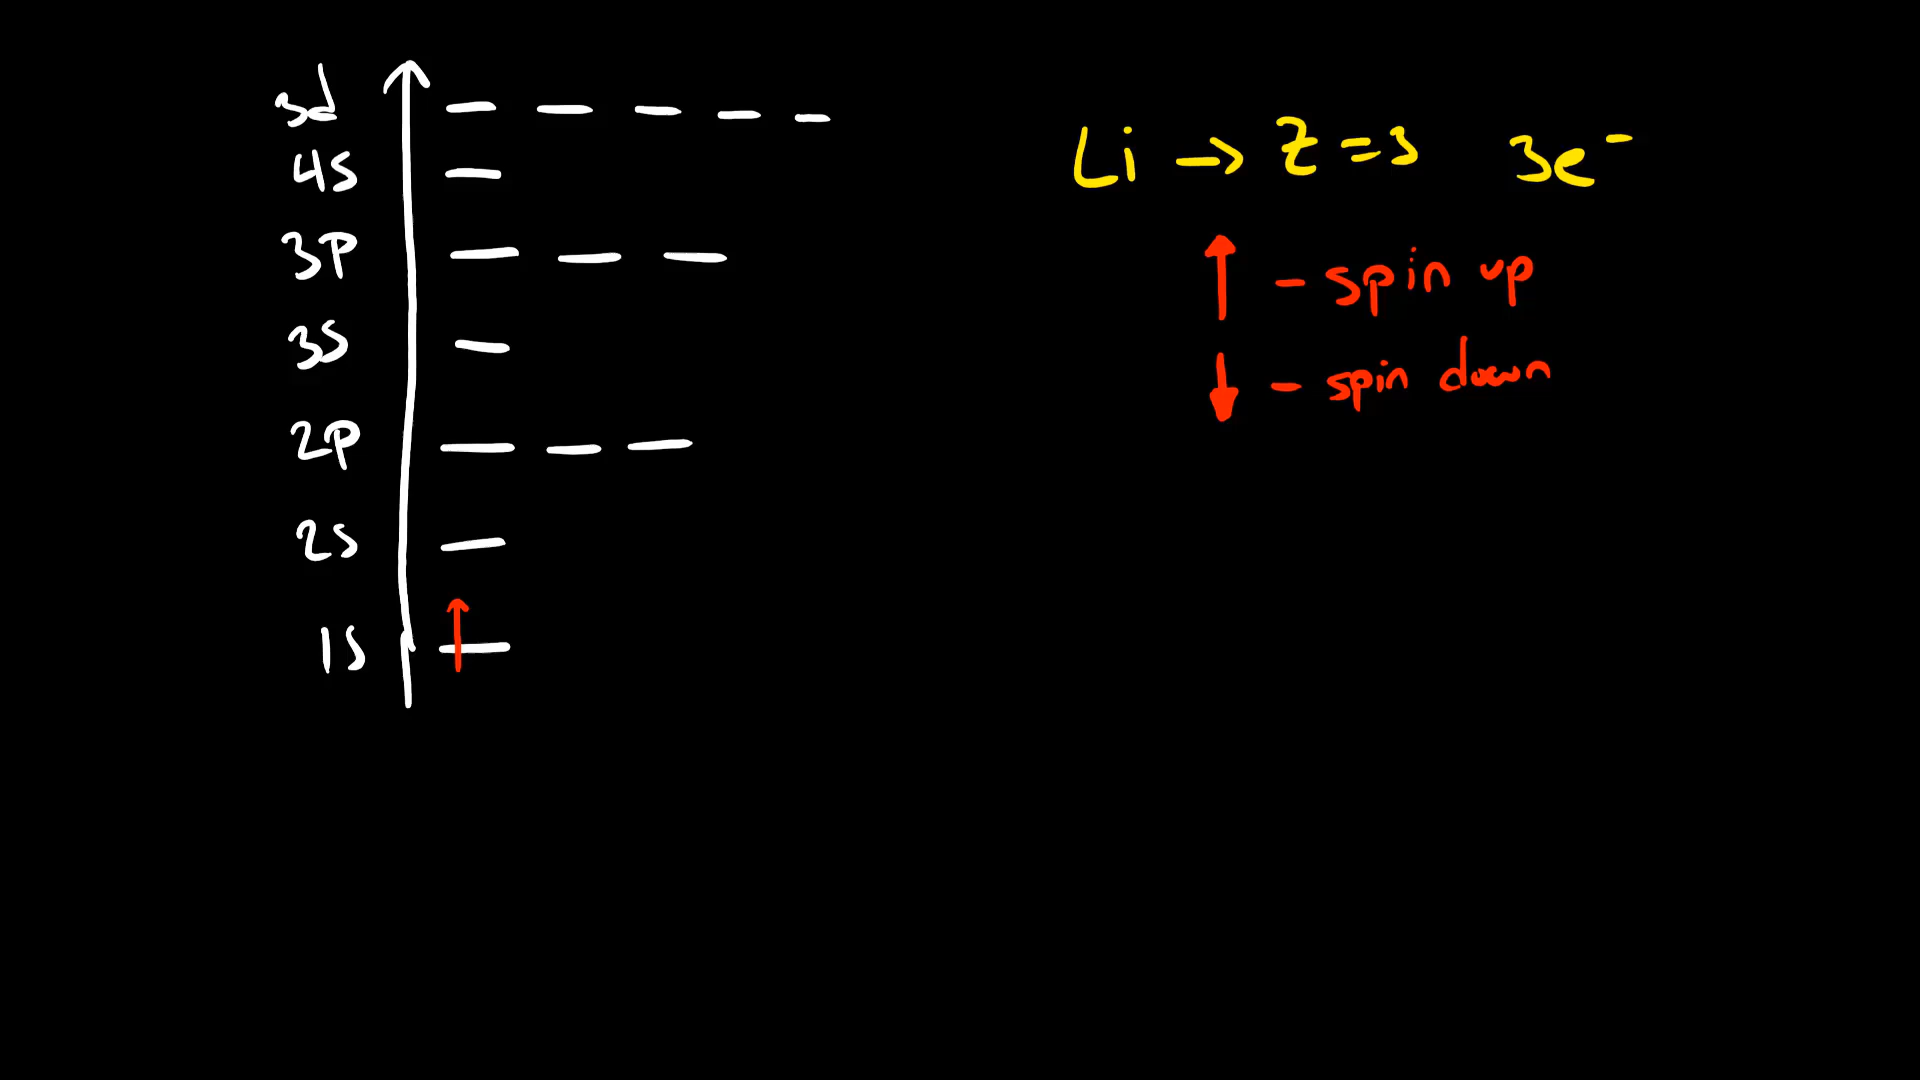 3d
4s
3p
3s
2p
2s
1s
Li → Z = 3 3e⁻
↑ - spin up
↓ - spin down